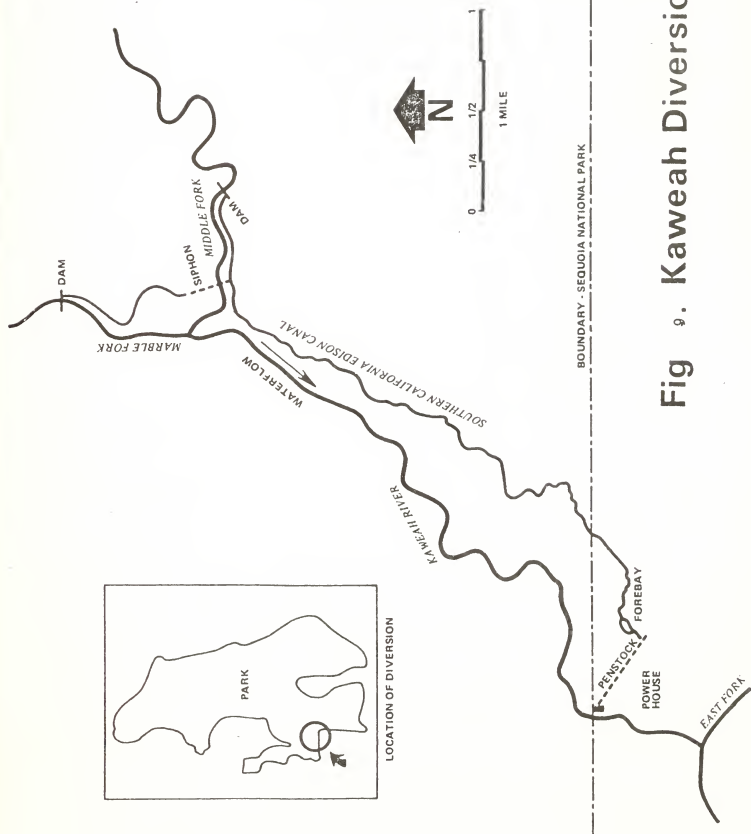 DAM
SIPHON
MIDDLE FORK
DAM
MARBLE FORK
WATERFLOW
SOUTHERN CALIFORNIA EDISON CANAL
KAWEAH RIVER
N
0 1/4 1/2 1
1 MILE
BOUNDARY - SEQUOIA NATIONAL PARK
PARK
LOCATION OF DIVERSION
FOREBAY
PENSTOCK
POWER
HOUSE
EAST FORK
Fig 9. Kaweah Diversio